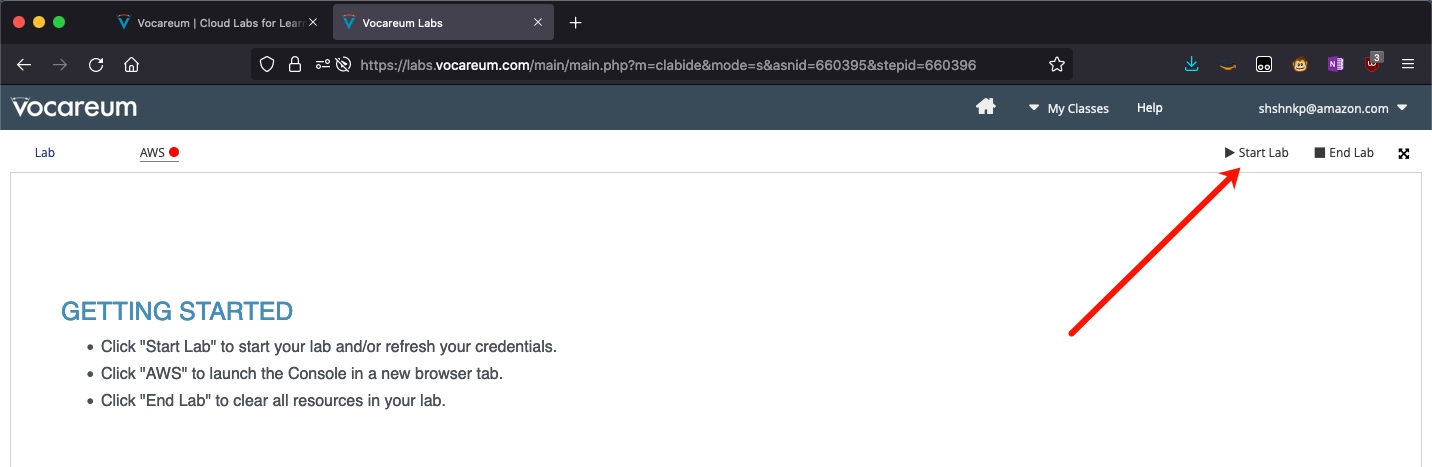 Vocareum | Cloud Labs for Learn
Vocareum Labs
https://labs.vocareum.com/main/main.php?m=clabide&mode=s&asnid=660395&stepid=660396
3
vocareum
My Classes
Help
shshnkp@amazon.com
Lab
AWS
Start Lab
End Lab
GETTING STARTED
• Click "Start Lab" to start your lab and/or refresh your credentials.
• Click "AWS" to launch the Console in a new browser tab.
• Click "End Lab" to clear all resources in your lab.